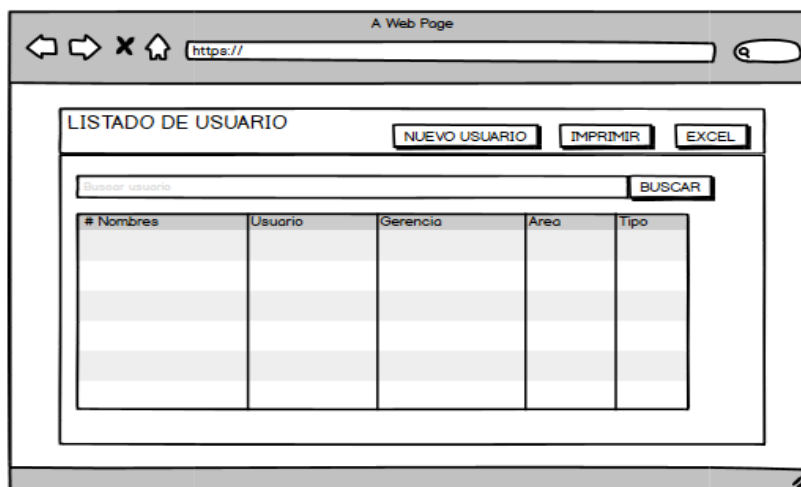 A Web Page
https://
LISTADO DE USUARIO
NUEVO USUARIO IMPRIMIR EXCEL
Buscar usuario BUSCAR
# Nombres Usuario Gerencia Area Tipo